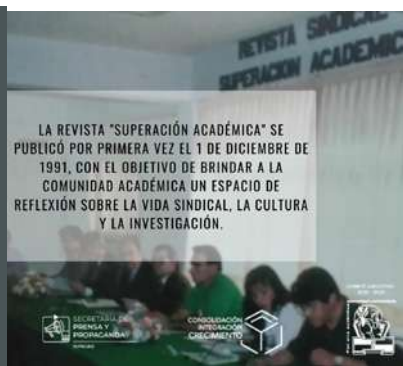 REVISTA SINDICAL
SUPERACION ACADEMIC
LA REVISTA "SUPERACIÓN ACADÉMICA" SE
PUBLICÓ POR PRIMERA VEZ EL 1 DE DICIEMBRE DE
1991, CON EL OBJETIVO DE BRINDAR A LA
COMUNIDAD ACADÉMICA UN ESPACIO DE
REFLEXIÓN SOBRE LA VIDA SINDICAL, LA CULTURA
Y LA INVESTIGACIÓN.
SECRETARÍA DE
PRENSA Y
PROPAGANDA
CONSOLIDACIÓN
INTEGRACIÓN
CRECIMIENTO